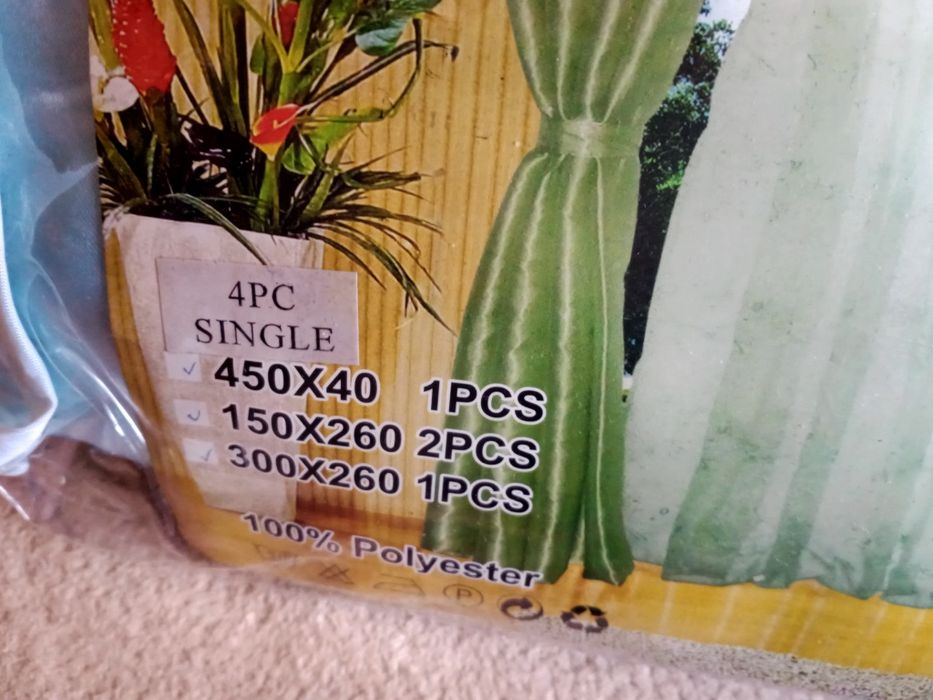 4PC
SINGLE
450X40 1PCS
150X260 2PCS
300X260 1PCS
100% Polyester
P